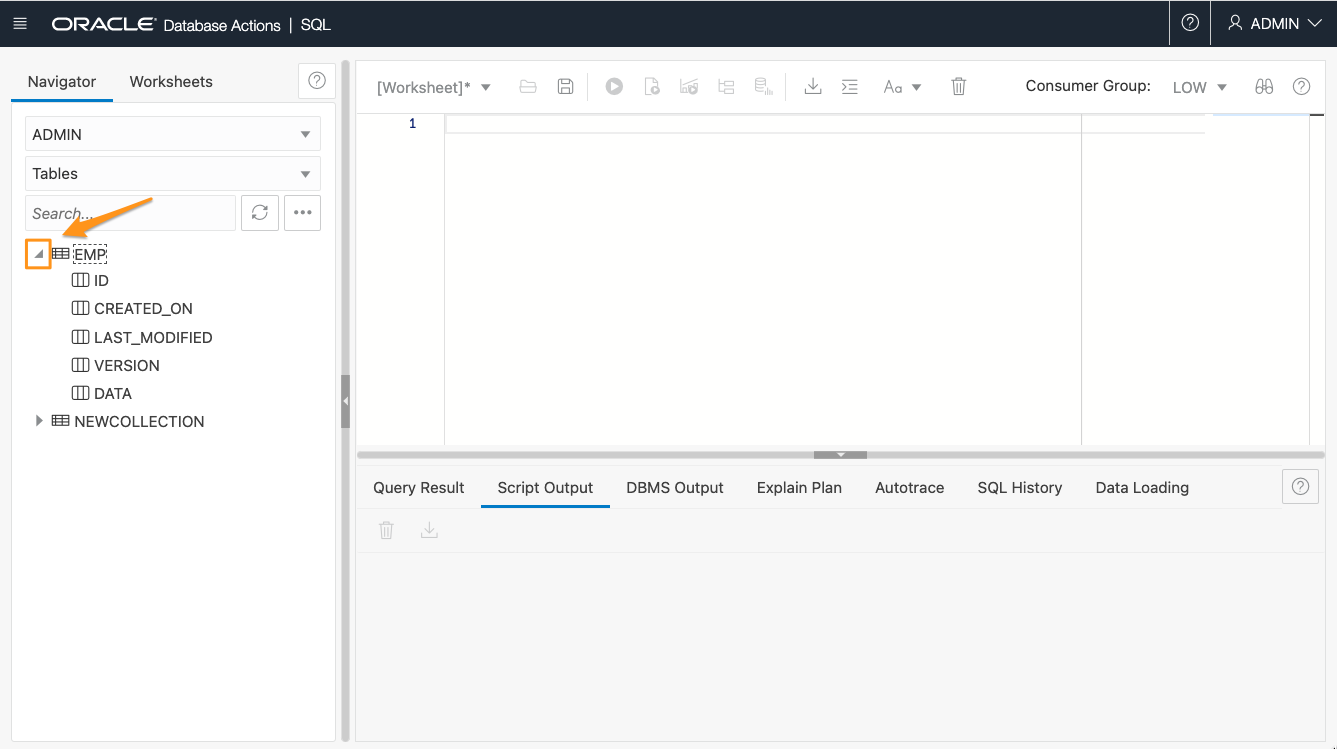 ORACLE Database Actions | SQL
ADMIN
Navigator Worksheets
ADMIN
Tables
Search...
EMP
ID
CREATED_ON
LAST_MODIFIED
VERSION
DATA
NEWCOLLECTION
[Worksheet]* Aa Consumer Group: LOW
1
Query Result Script Output DBMS Output Explain Plan Autotrace SQL History Data Loading